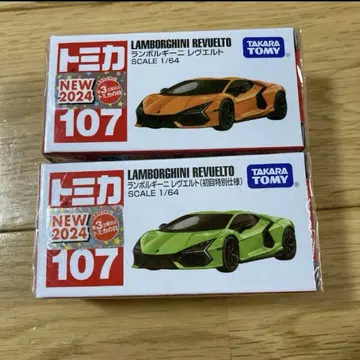 トミカ
LAMBORGHINI REVUELTO
ランボルギーニ レヴエルト
SCALE 1/64
TAKARA
TOMY
NEW
2024
107
トミカ
LAMBORGHINI REVUELTO
ランボルギーニ レヴエルト(初回特別仕様)
SCALE 1/64
TAKARA
TOMY
NEW
2024
107